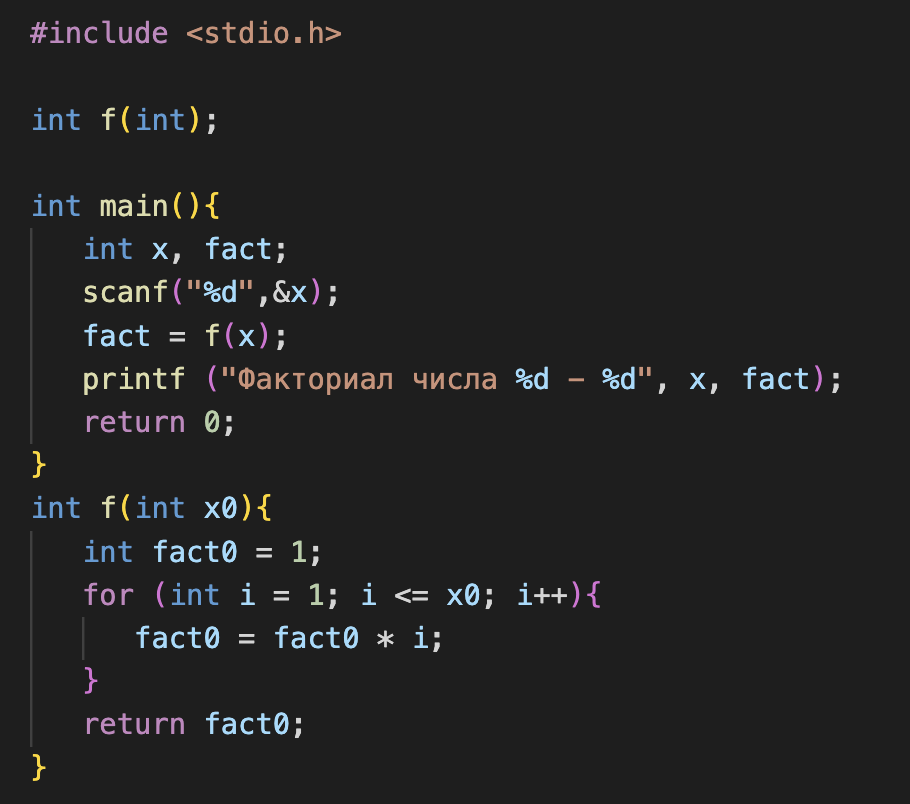 #include <stdio.h>
int f(int);
int main(){
int x, fact;
scanf("%d",&x);
fact = f(x);
printf ("Факториал числа %d – %d", x, fact);
return 0;
}
int f(int x0){
int fact0 = 1;
for (int i = 1; i <= x0; i++){
fact0 = fact0 * i;
}
return fact0;
}